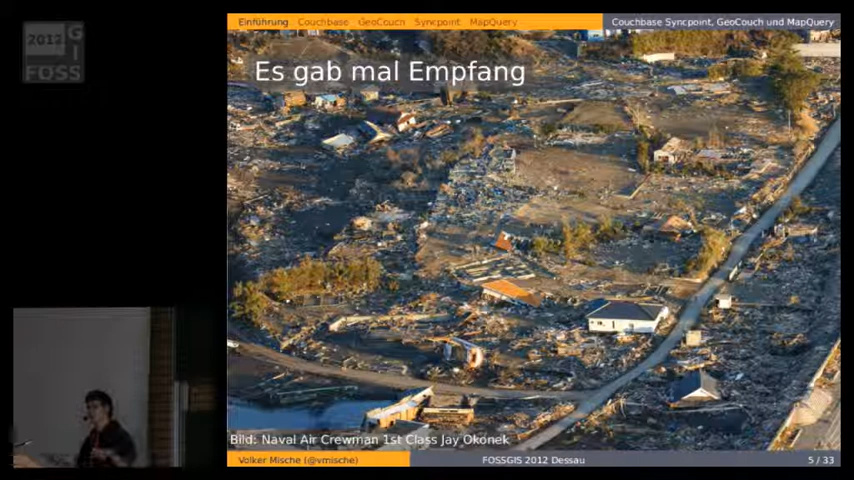 2012 GI
FOSS
Einführung Couchbase GeoCouch Syncpoint MapQuery
Couchbase Syncpoint, GeoCouch und MapQuery
Es gab mal Empfang
Bild: Naval Air Crewman 1st Class Jay Okonek
Volker Mische (@vmische)
FOSSGIS 2012 Dessau
5 / 33